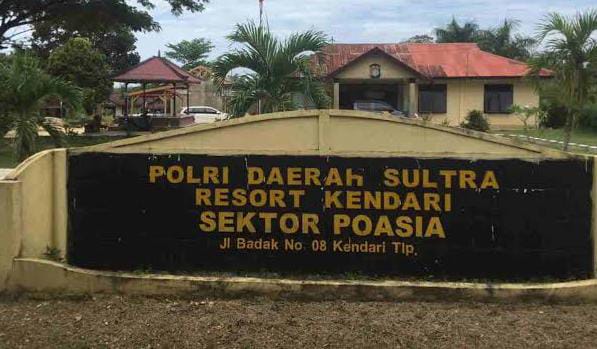 POLRI DAERAH SULTRA
RESORT KENDARI
SEKTOR POASIA
Jl Badak No 08 Kendari Tlp.